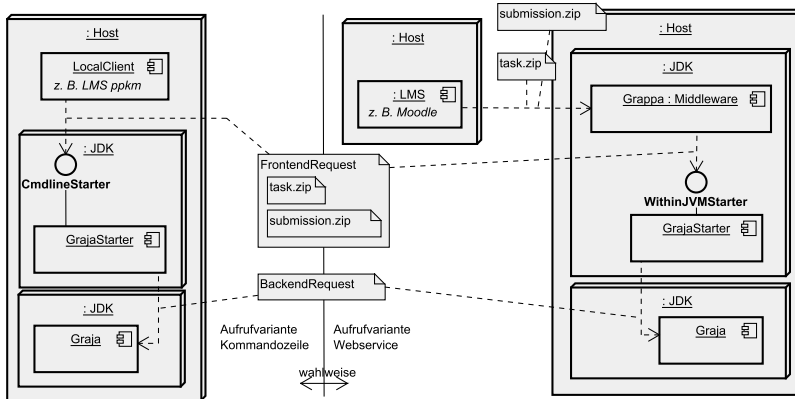 : Host
LocalClient
z. B. LMS ppkm
: JDK
CmdlineStarter
GrajaStarter
: JDK
Graja
FrontendRequest
task.zip
submission.zip
BackendRequest
Aufrufvariante
Kommandozeile
Aufrufvariante
Webservice
wahlweise
: Host
: LMS
z. B. Moodle
submission.zip
task.zip
: Host
: JDK
Grappa : Middleware
WithinJVMStarter
GrajaStarter
: JDK
Graja